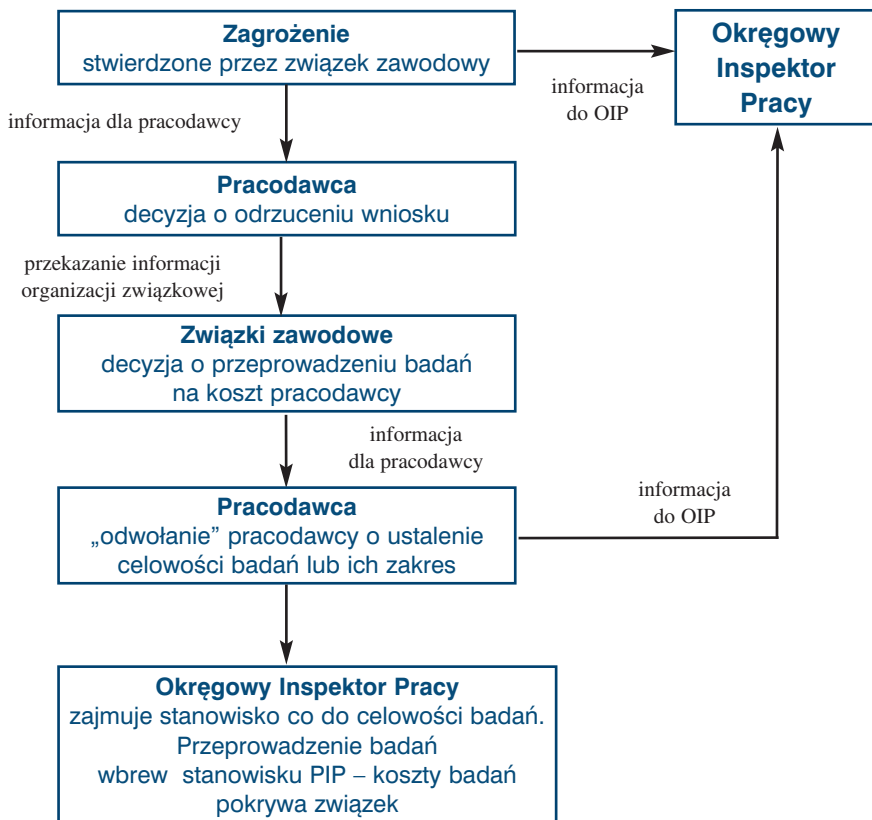 Zagrożenie
stwierdzone przez związek zawodowy
informacja
do OIP
Okręgowy
Inspektor
Pracy
informacja dla pracodawcy
Pracodawca
decyzja o odrzuceniu wniosku
przekazanie informacji
organizacji związkowej
Związki zawodowe
decyzja o przeprowadzeniu badań
na koszt pracodawcy
informacja
dla pracodawcy
Pracodawca
„odwołanie” pracodawcy o ustalenie
celowości badań lub ich zakres
informacja
do OIP
Okręgowy Inspektor Pracy
zajmuje stanowisko co do celowości badań.
Przeprowadzenie badań
wbrew stanowisku PIP – koszty badań
pokrywa związek